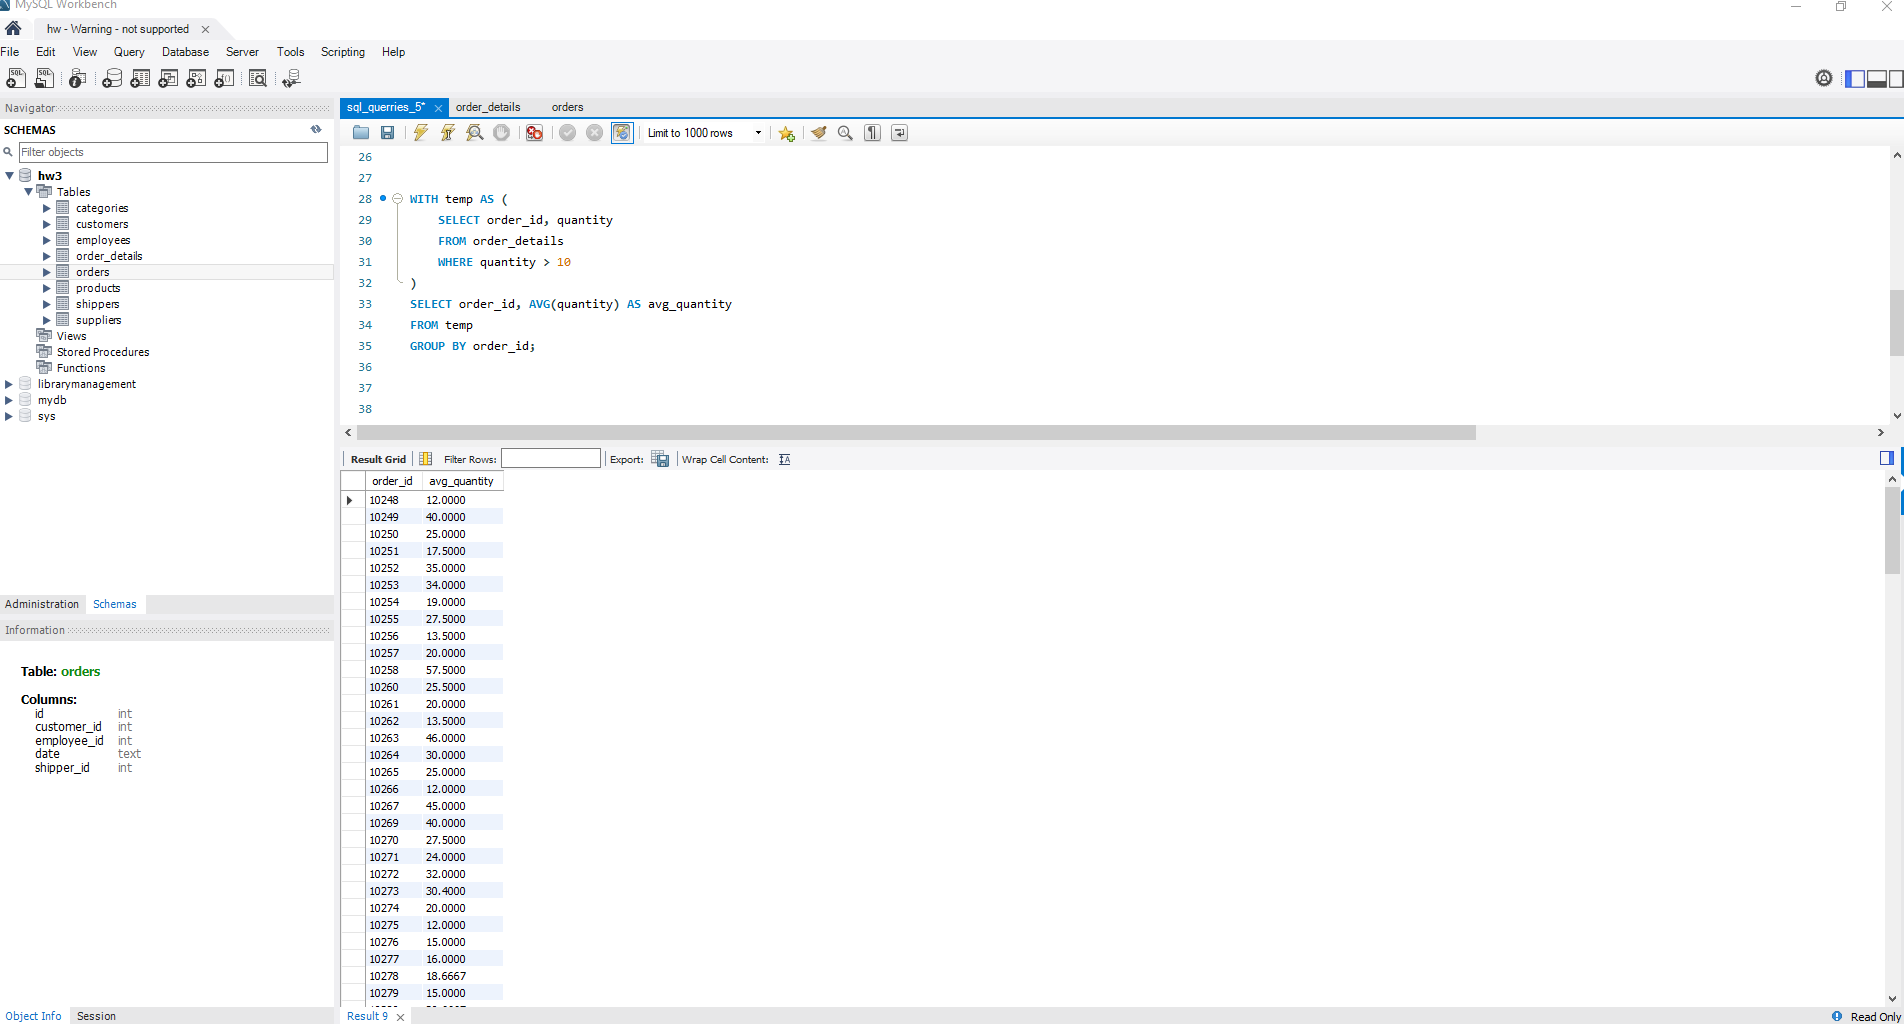 MySQL Workbench
hw - Warning - not supported
File Edit View Query Database Server Tools Scripting Help
Navigator
SCHEMAS
Filter objects
hw3
Tables
categories
customers
employees
order_details
orders
products
shippers
suppliers
Views
Stored Procedures
Functions
librarymanagement
mydb
sys
Administration Schemas
Information
Table: orders
Columns:
id int
customer_id int
employee_id int
date text
shipper_id int
Object Info Session
sql_querries_5* order_details orders
Limit to 1000 rows
26
27
28 WITH temp AS (
29 SELECT order_id, quantity
30 FROM order_details
31 WHERE quantity > 10
32 )
33 SELECT order_id, AVG(quantity) AS avg_quantity
34 FROM temp
35 GROUP BY order_id;
36
37
38
Result Grid Filter Rows: Export: Wrap Cell Content:
order_id avg_quantity
10248 12.0000
10249 40.0000
10250 25.0000
10251 17.5000
10252 35.0000
10253 34.0000
10254 19.0000
10255 27.5000
10256 13.5000
10257 20.0000
10258 57.5000
10260 25.5000
10261 20.0000
10262 13.5000
10263 46.0000
10264 30.0000
10265 25.0000
10266 12.0000
10267 45.0000
10269 40.0000
10270 27.5000
10271 24.0000
10272 32.0000
10273 30.4000
10274 20.0000
10275 12.0000
10276 15.0000
10277 16.0000
10278 18.6667
10279 15.0000
Result 9
Read Only